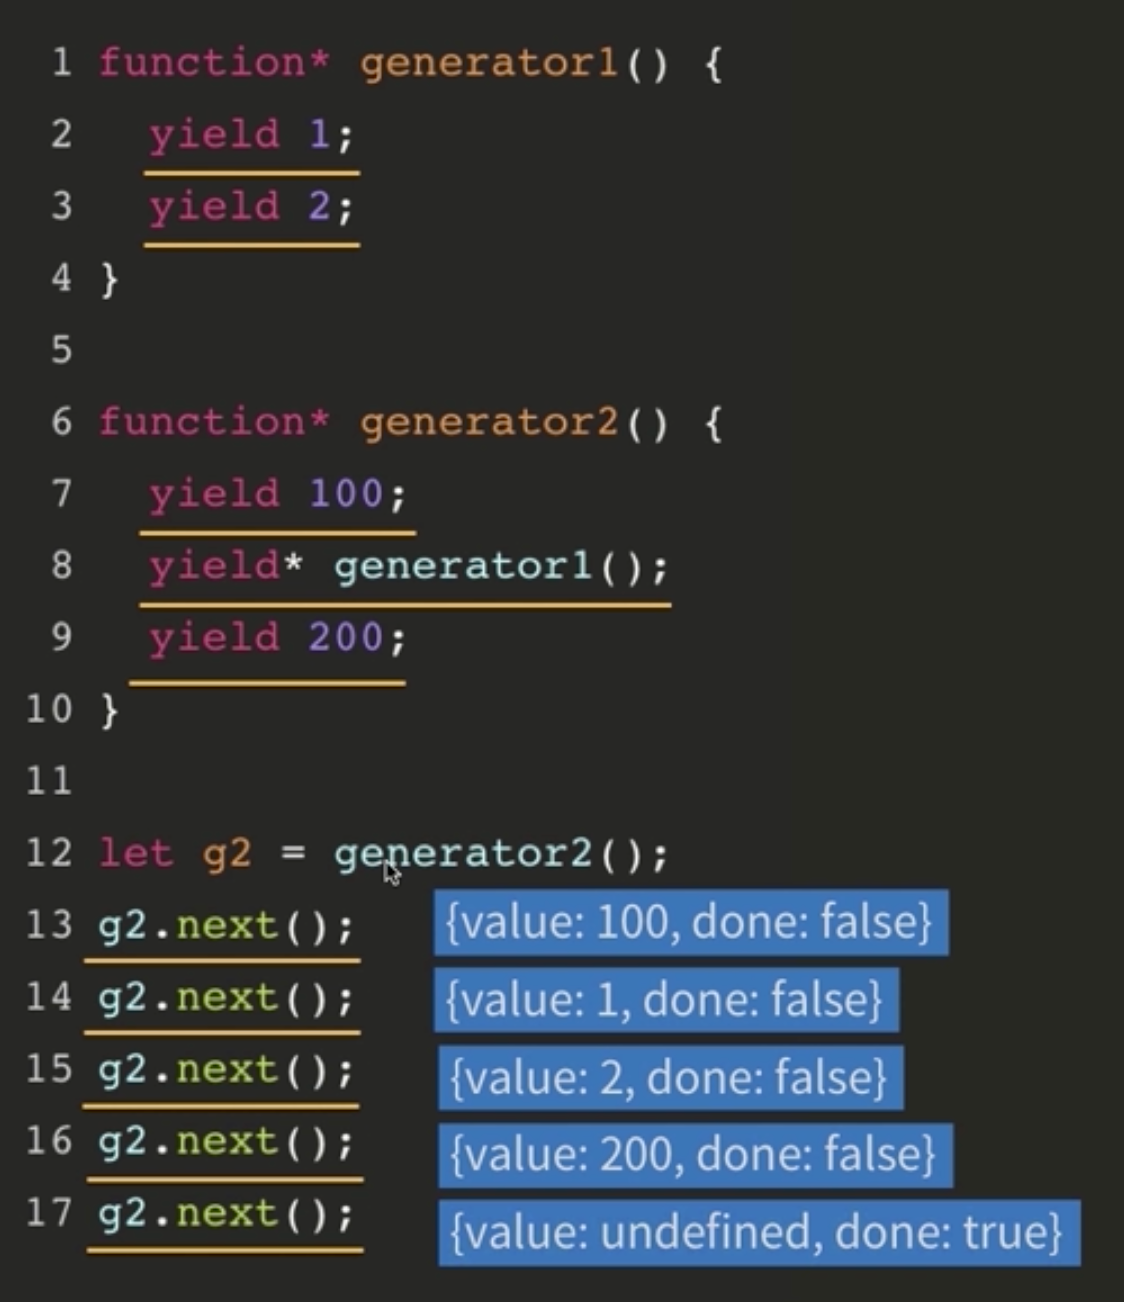 1 function* generator1() {
2 yield 1;
3 yield 2;
4 }
5
6 function* generator2() {
7 yield 100;
8 yield* generator1();
9 yield 200;
10 }
11
12 let g2 = generator2();
13 g2.next(); {value: 100, done: false}
14 g2.next(); {value: 1, done: false}
15 g2.next(); {value: 2, done: false}
16 g2.next(); {value: 200, done: false}
17 g2.next(); {value: undefined, done: true}